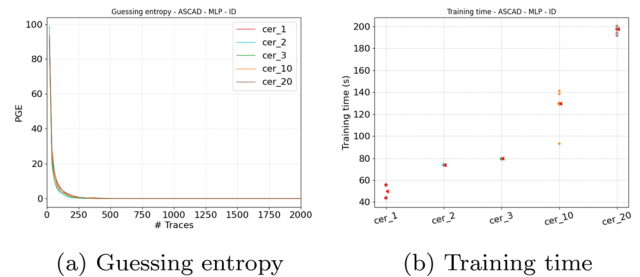 Guessing entropy - ASCAD - MLP - ID
PGE
100
80
60
40
20
0
cer_1
cer_2
cer_3
cer_10
cer_20
0 250 500 750 1000 1250 1500 1750 2000
# Traces
(a) Guessing entropy
Training time - ASCAD - MLP - ID
Training time (s)
200
180
160
140
120
100
80
60
40
cer_1 cer_2 cer_3 cer_10 cer_20
(b) Training time